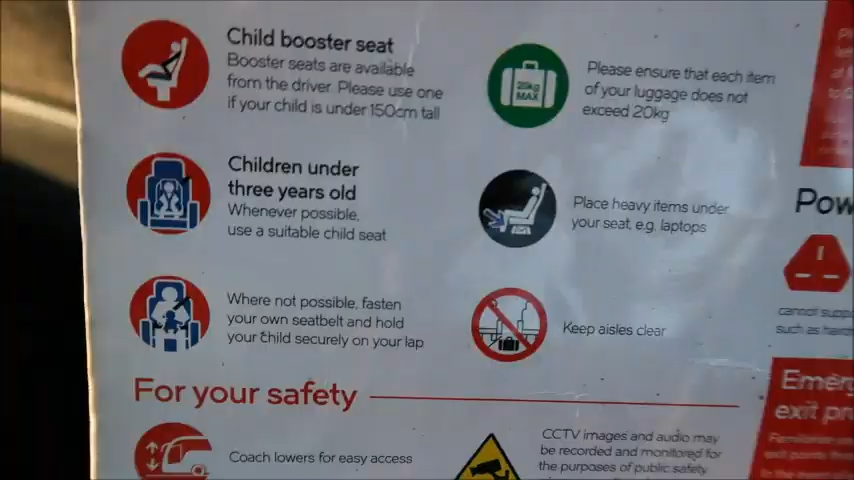 Child booster seat
Booster seats are available
from the driver. Please use one
if your child is under 150cm tall
Children under
three years old
Whenever possible,
use a suitable child seat
Where not possible, fasten
your own seatbelt and hold
your child securely on your lap
20kg
MAX
Please ensure that each item
of your luggage does not
exceed 20kg
Place heavy items under
your seat, e.g. laptops
Keep aisles clear
For your safety
Coach lowers for easy access
CCTV images and audio may
be recorded and monitored for
the purposes of public safety
Pow
cannot supp
such as hair
Emerg
exit pr